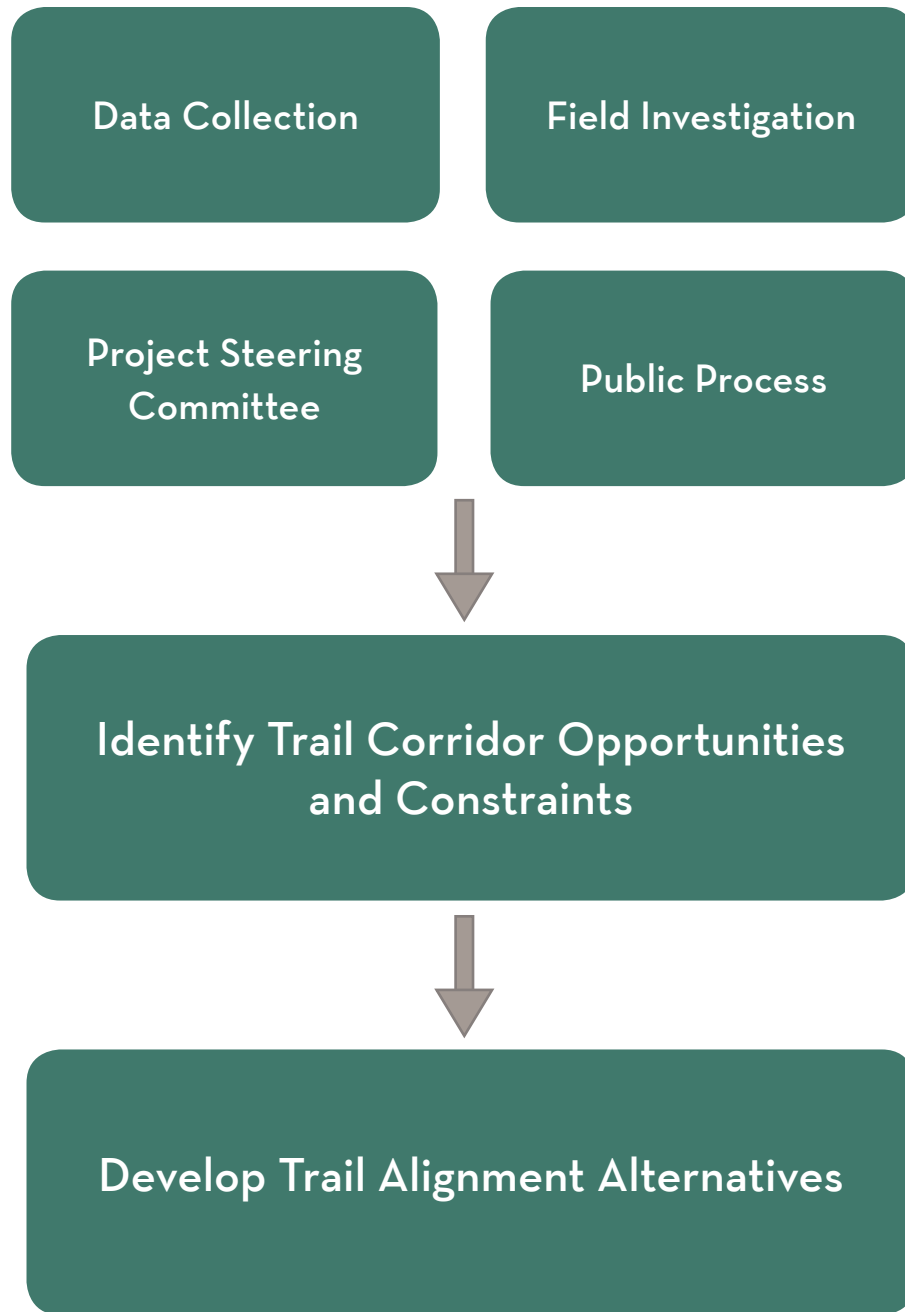 Data Collection
Field Investigation
Project Steering
Committee
Public Process
Identify Trail Corridor Opportunities
and Constraints
Develop Trail Alignment Alternatives